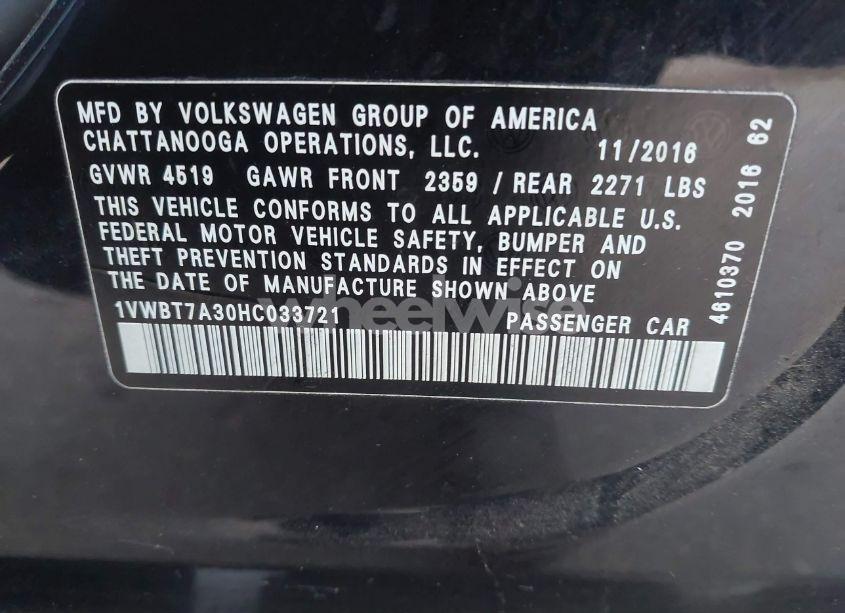 MFD BY VOLKSWAGEN GROUP OF AMERICA
CHATTANOOGA OPERATIONS, LLC. 11/2016
GVWR 4519 GAWR FRONT 2359 / REAR 2271 LBS
THIS VEHICLE CONFORMS TO ALL APPLICABLE U.S.
FEDERAL MOTOR VEHICLE SAFETY, BUMPER AND
THEFT PREVENTION STANDARDS IN EFFECT ON
THE DATE OF MANUFACTURE SHOWN ABOVE
1VWBT7A30HC033721 PASSENGER CAR
4610370 2016 62
wheelwise